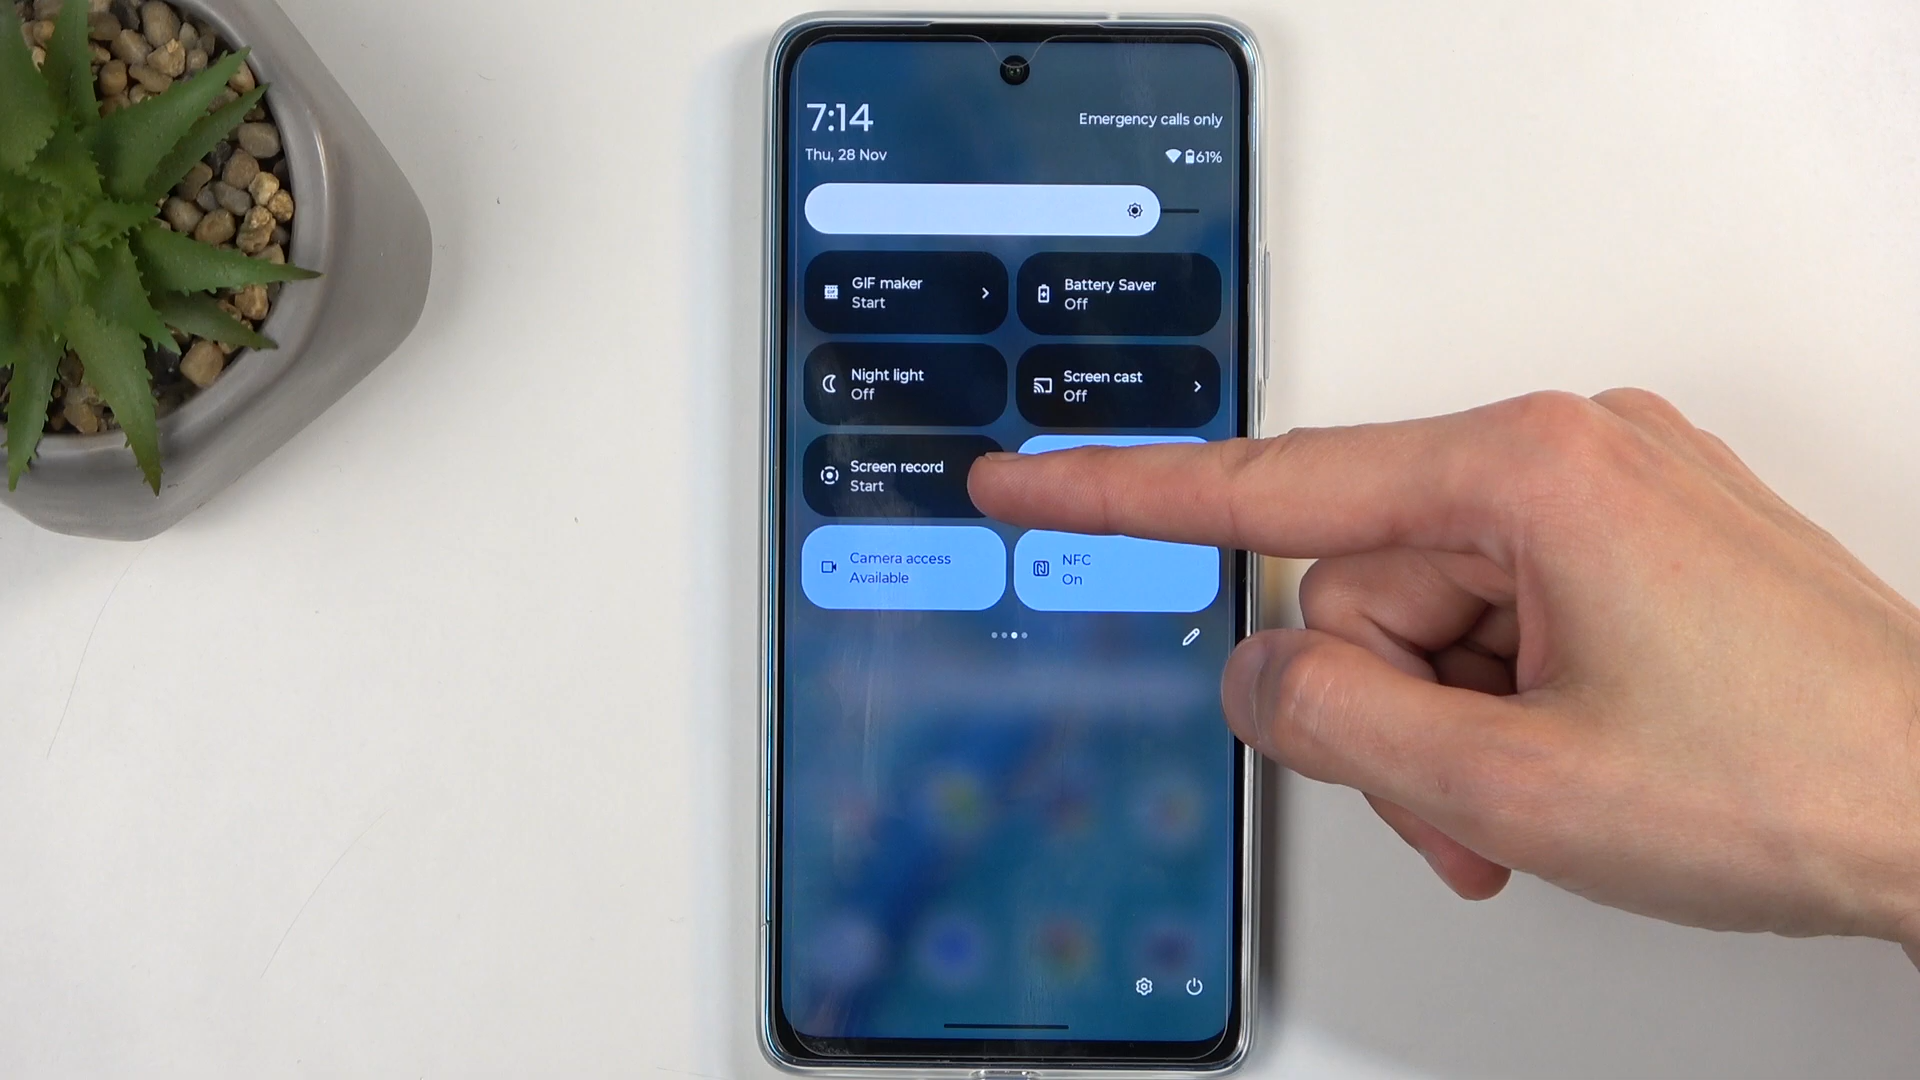 7:14
Emergency calls only
Thu, 28 Nov
61%
GIF maker
Start
Battery Saver
Off
Night light
Off
Screen cast
Off
Screen record
Start
Camera access
Available
NFC
On